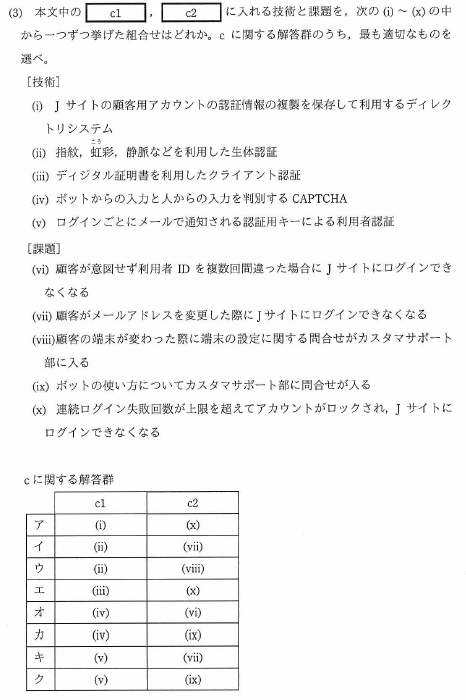 (3) 本文中の c1 , c2 に入れる技術と課題を，次の (i) ～ (x) の中
から一つずつ挙げた組合せはどれか。c に関する解答群のうち，最も適切なものを
選べ。
［技術］
(i) J サイトの顧客用アカウントの認証情報の複製を保存して利用するディレク
トリシステム
(ii) 指紋，虹彩，静脈などを利用した生体認証
こう
(iii) ディジタル証明書を利用したクライアント認証
(iv) ボットからの入力と人からの入力を判別する CAPTCHA
(v) ログインごとにメールで通知される認証用キーによる利用者認証
［課題］
(vi) 顧客が意図せず利用者 ID を複数回間違った場合に J サイトにログインでき
なくなる
(vii) 顧客がメールアドレスを変更した際に J サイトにログインできなくなる
(viii)顧客の端末が変わった際に端末の設定に関する問合せがカスタマサポート
部に入る
(ix) ボットの使い方についてカスタマサポート部に問合せが入る
(x) 連続ログイン失敗回数が上限を超えてアカウントがロックされ，J サイトに
ログインできなくなる
c に関する解答群
c1 c2
ア (i) (x)
イ (ii) (vii)
ウ (ii) (viii)
エ (iii) (x)
オ (iv) (vi)
カ (iv) (ix)
キ (v) (vii)
ク (v) (ix)